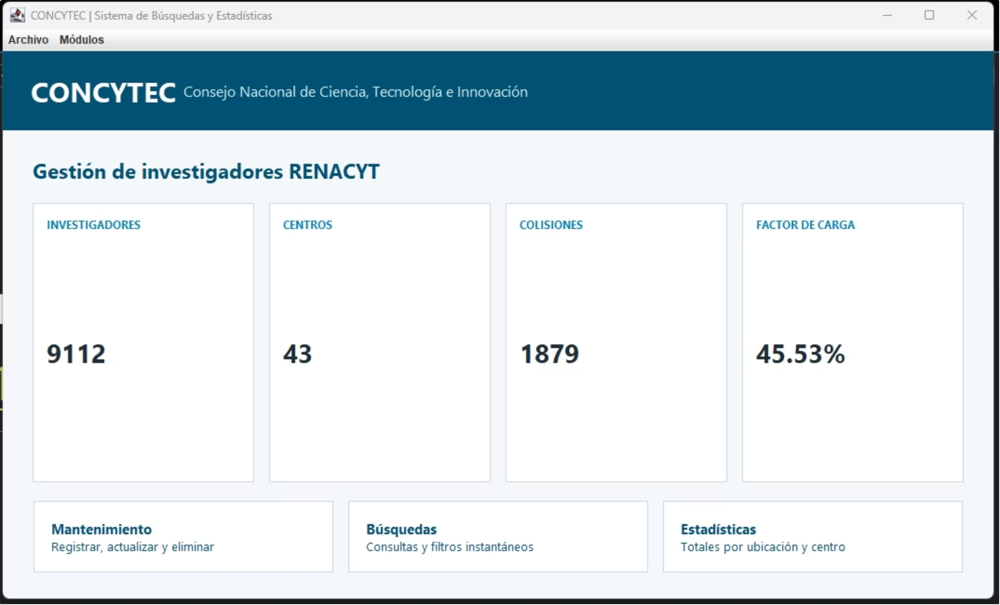 CONCYTEC | Sistema de Búsquedas y Estadísticas
Archivo Módulos
CONCYTEC Consejo Nacional de Ciencia, Tecnología e Innovación
Gestión de investigadores RENACYT
INVESTIGADORES
9112
CENTROS
43
COLISIONES
1879
FACTOR DE CARGA
45.53%
Mantenimiento
Registrar, actualizar y eliminar
Búsquedas
Consultas y filtros instantáneos
Estadísticas
Totales por ubicación y centro